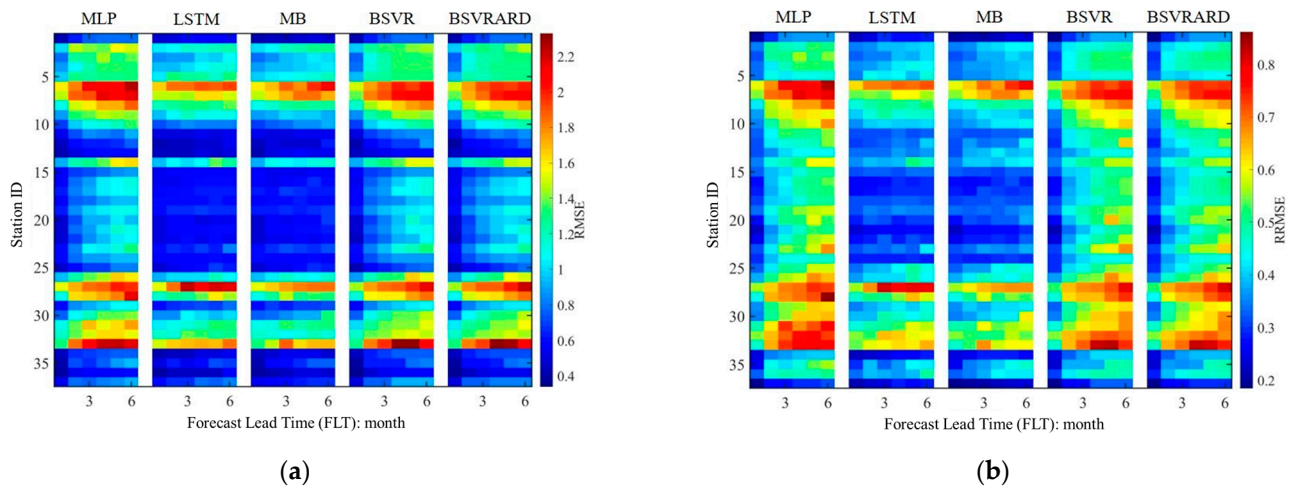 MLP LSTM MB BSVR BSVRARD
5
10
15
20
25
30
35
Station ID
3 6 3 6 3 6 3 6 3 6
Forecast Lead Time (FLT): month
2.2
2
1.8
1.6
1.4
1.2
1
0.8
0.6
0.4
RMSE
(a)
MLP LSTM MB BSVR BSVRARD
5
10
15
20
25
30
35
Station ID
3 6 3 6 3 6 3 6 3 6
Forecast Lead Time (FLT): month
0.8
0.7
0.6
0.5
0.4
0.3
0.2
RRMSE
(b)